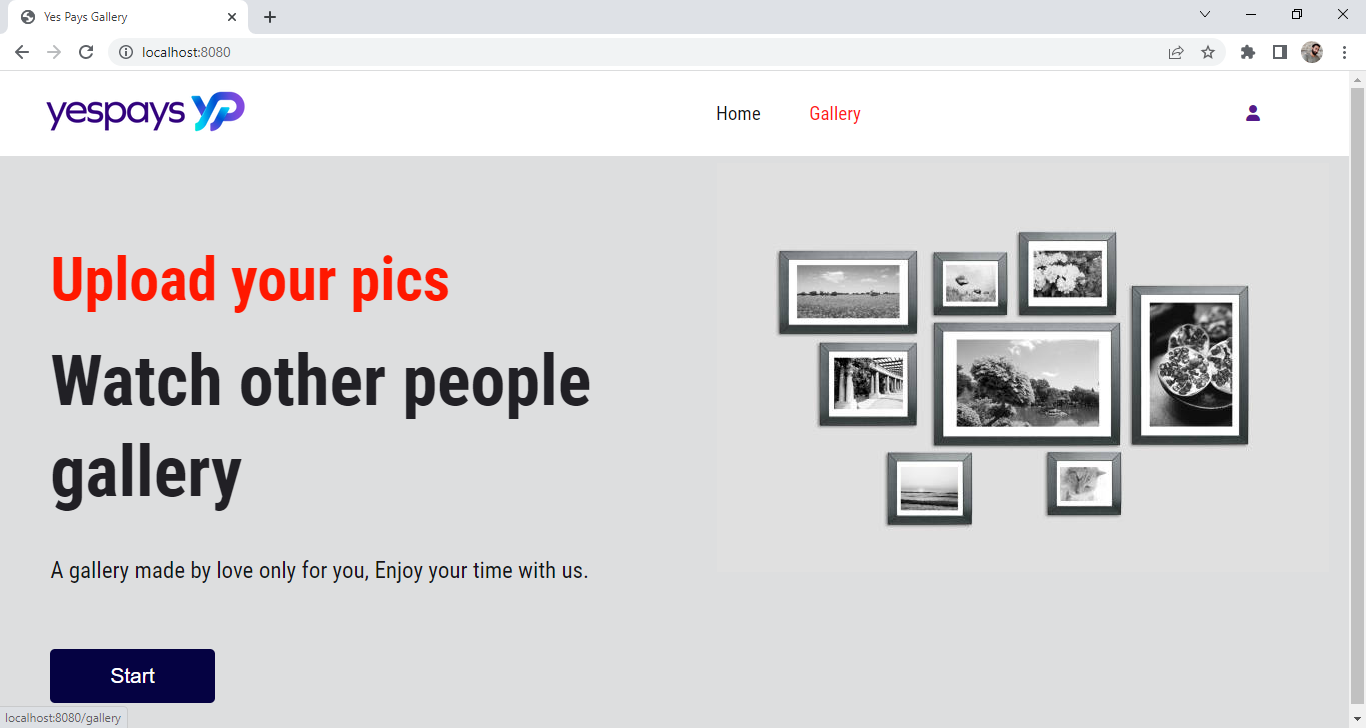 Yes Pays Gallery
localhost:8080
yespays YP
Home Gallery
Upload your pics
Watch other people
gallery
A gallery made by love only for you, Enjoy your time with us.
Start
localhost:8080/gallery